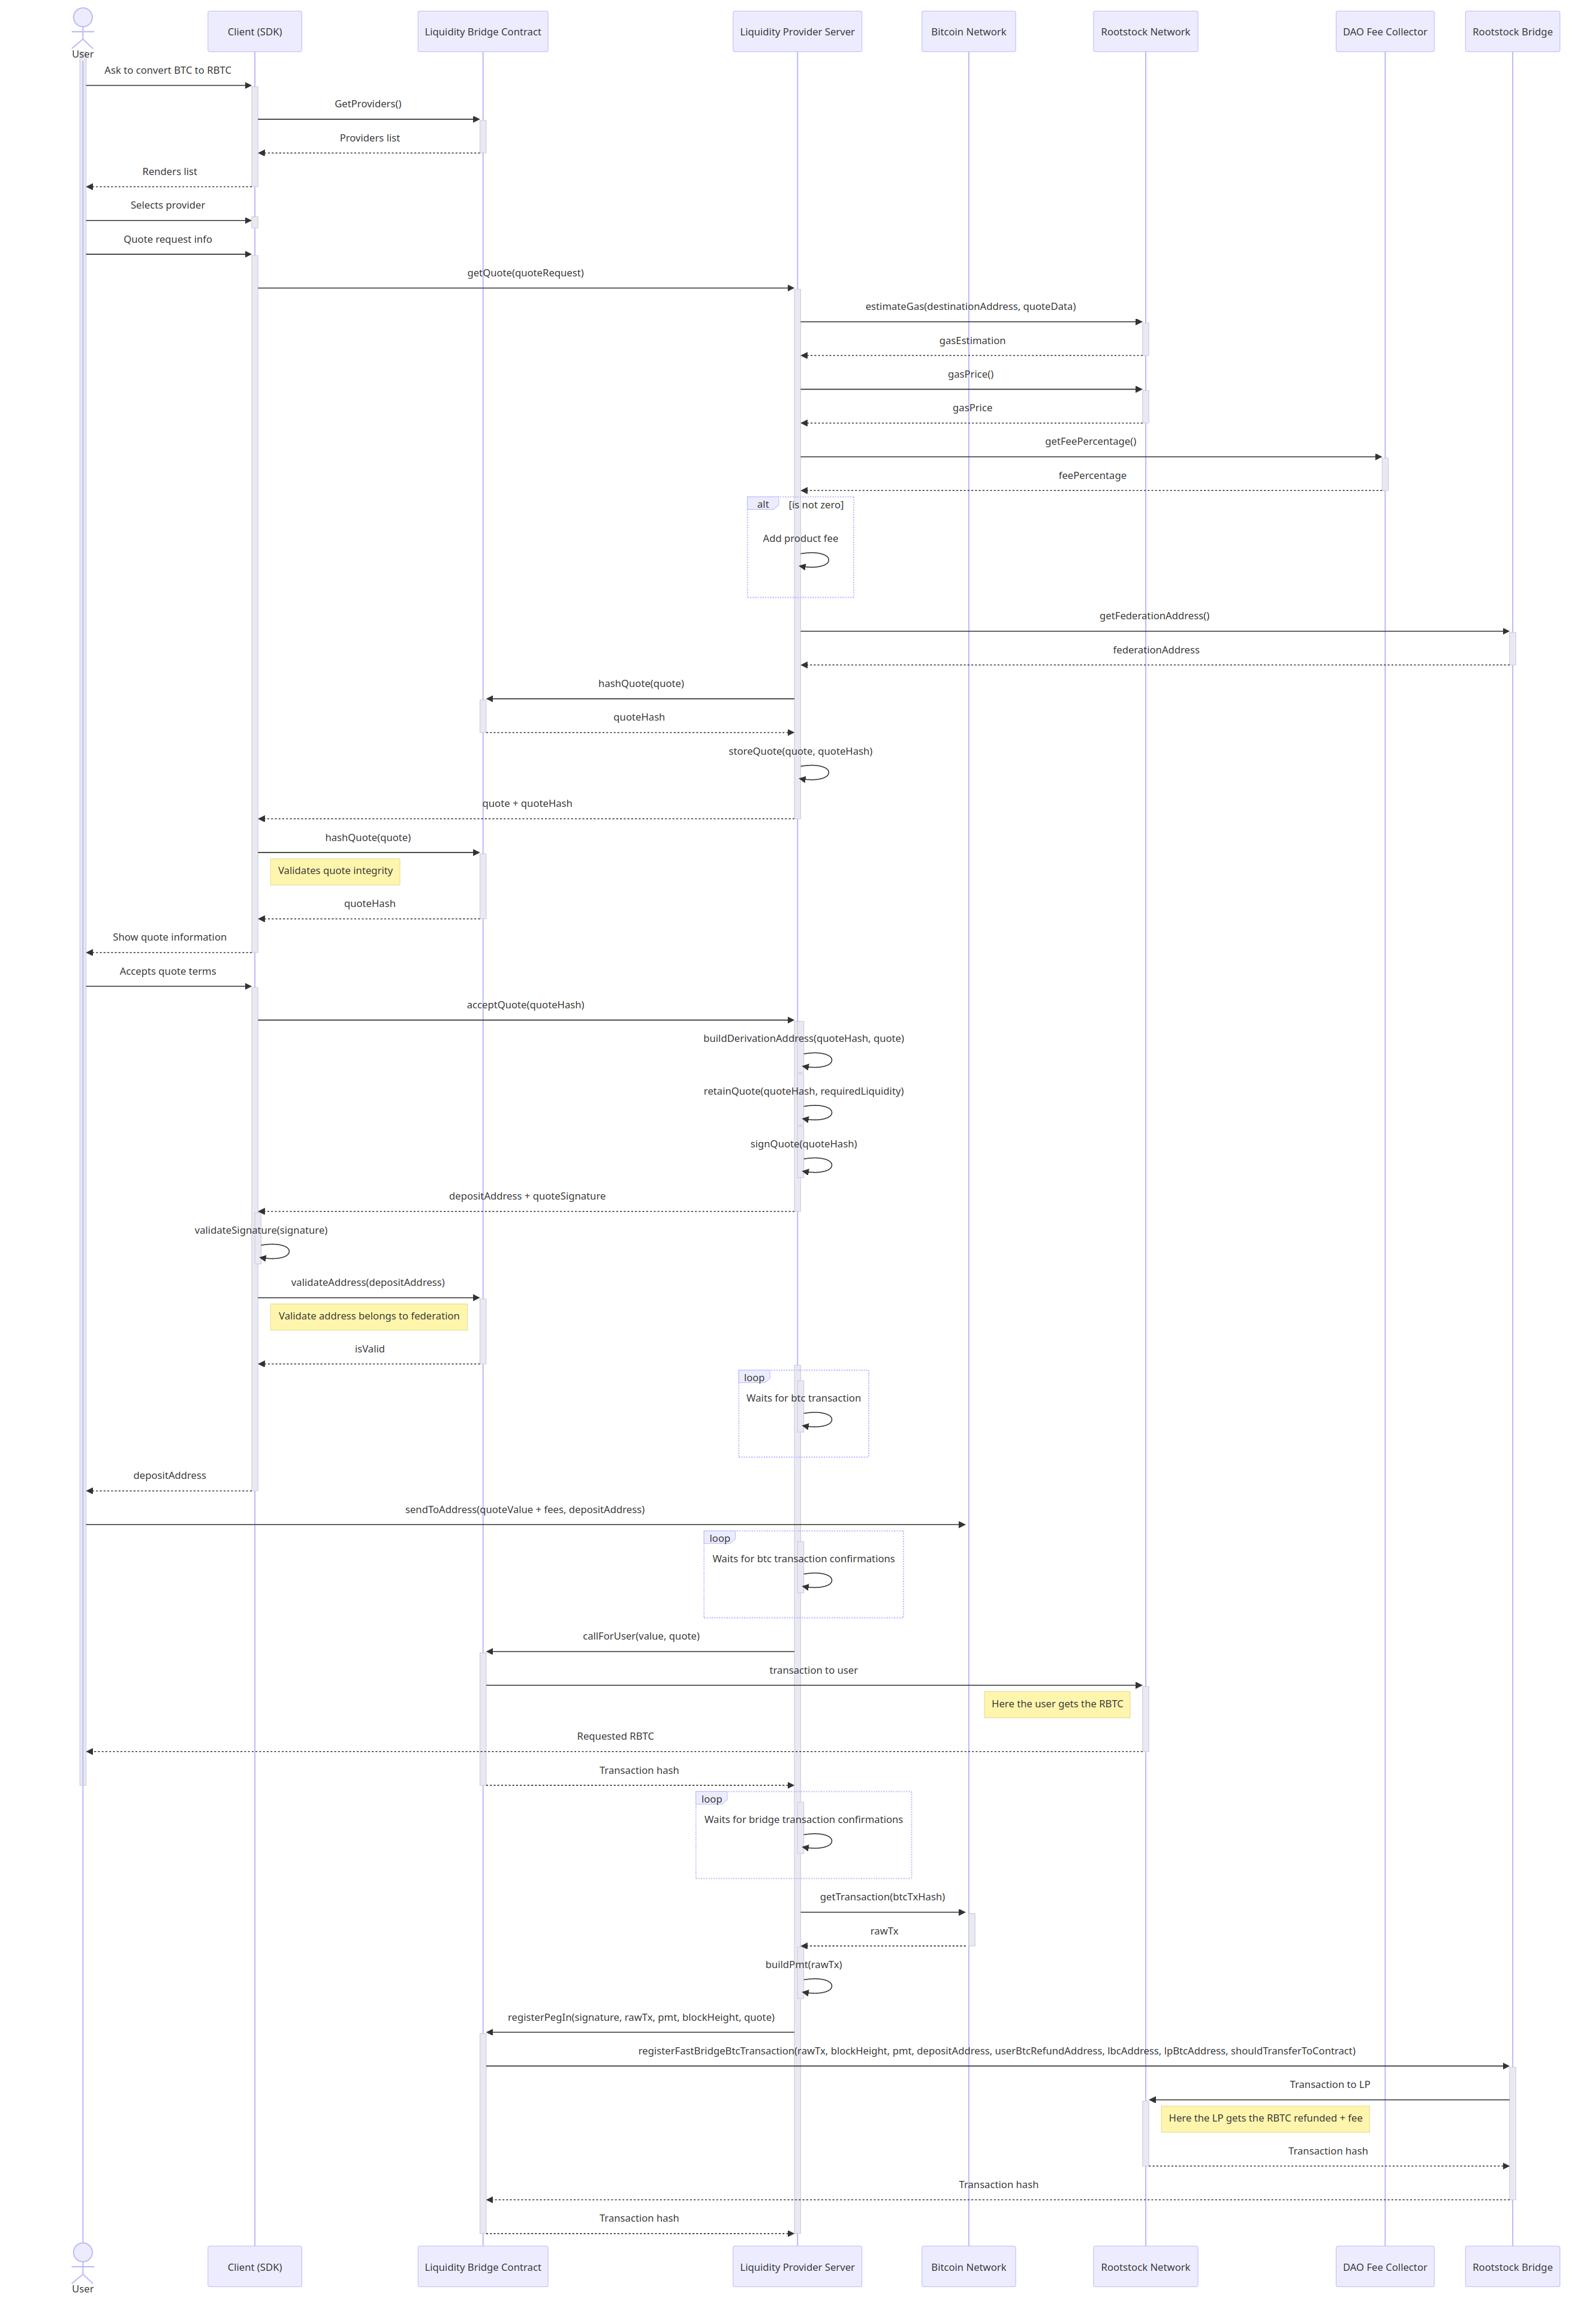 User
Client (SDK)
Liquidity Bridge Contract
Liquidity Provider Server
Bitcoin Network
Rootstock Network
DAO Fee Collector
Rootstock Bridge
Ask to convert BTC to RBTC
GetProviders()
Providers list
Renders list
Selects provider
Quote request info
getQuote(quoteRequest)
estimateGas(destinationAddress, quoteData)
gasEstimation
gasPrice()
gasPrice
getFeePercentage()
feePercentage
alt
[is not zero]
Add product fee
getFederationAddress()
federationAddress
hashQuote(quote)
quoteHash
storeQuote(quote, quoteHash)
quote + quoteHash
hashQuote(quote)
Validates quote integrity
quoteHash
Show quote information
Accepts quote terms
acceptQuote(quoteHash)
buildDerivationAddress(quoteHash, quote)
retainQuote(quoteHash, requiredLiquidity)
signQuote(quoteHash)
depositAddress + quoteSignature
validateSignature(signature)
validateAddress(depositAddress)
Validate address belongs to federation
isValid
loop
Waits for btc transaction
depositAddress
sendToAddress(quoteValue + fees, depositAddress)
loop
Waits for btc transaction confirmations
callForUser(value, quote)
transaction to user
Here the user gets the RBTC
Requested RBTC
Transaction hash
loop
Waits for bridge transaction confirmations
getTransaction(btcTxHash)
rawTx
buildPmt(rawTx)
registerPegIn(signature, rawTx, pmt, blockHeight, quote)
registerFastBridgeBtcTransaction(rawTx, blockHeight, pmt, depositAddress, userBtcRefundAddress, lbcAddress, lpBtcAddress, shouldTransferToContract)
Transaction to LP
Here the LP gets the RBTC refunded + fee
Transaction hash
Transaction hash
Transaction hash
User
Client (SDK)
Liquidity Bridge Contract
Liquidity Provider Server
Bitcoin Network
Rootstock Network
DAO Fee Collector
Rootstock Bridge